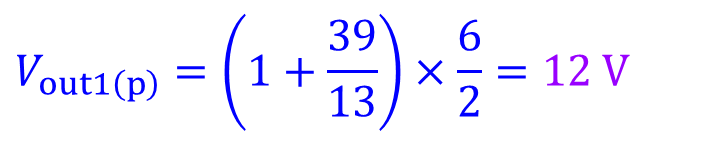 V_out1(p) = (1 + 39/13) × 6/2 = 12 V